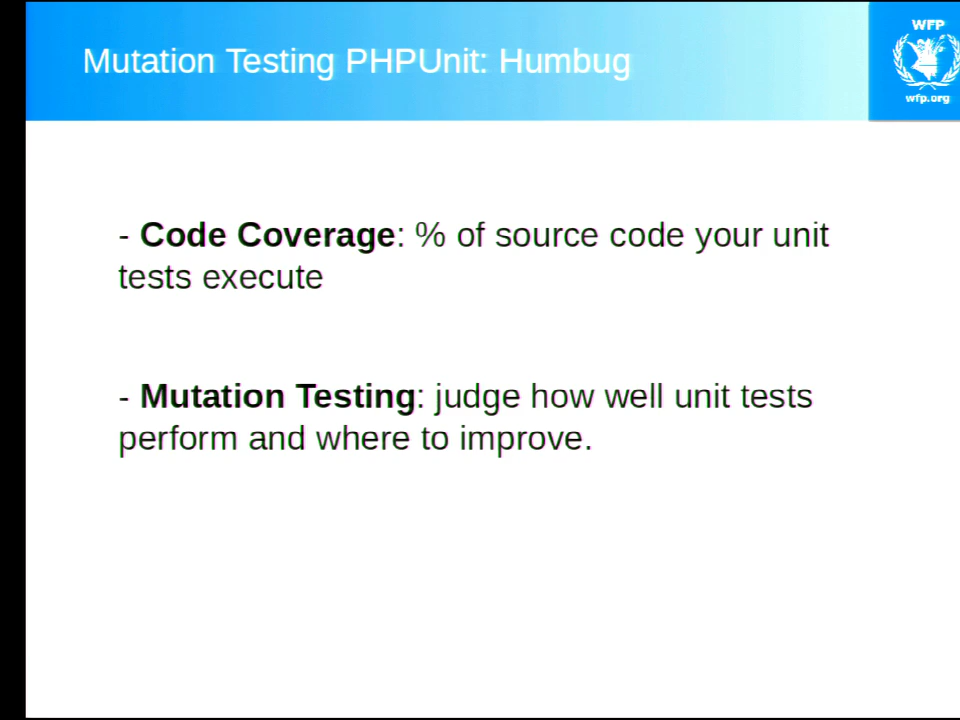 Mutation Testing PHPUnit: Humbug
WFP
wfp.org
- Code Coverage: % of source code your unit
tests execute
- Mutation Testing: judge how well unit tests
perform and where to improve.